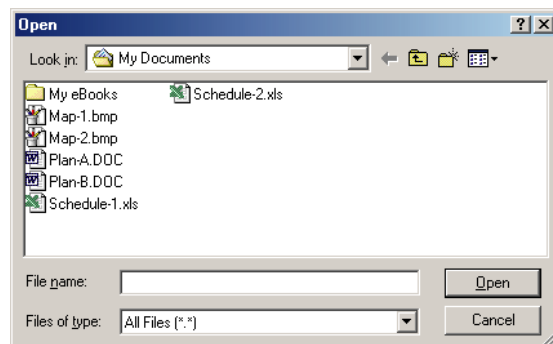 Open
Look in: My Documents
My eBooks
Map-1.bmp
Map-2.bmp
Plan-A.DOC
Plan-B.DOC
Schedule-1.xls
Schedule-2.xls
File name:
Open
Files of type: All Files (*.*)
Cancel